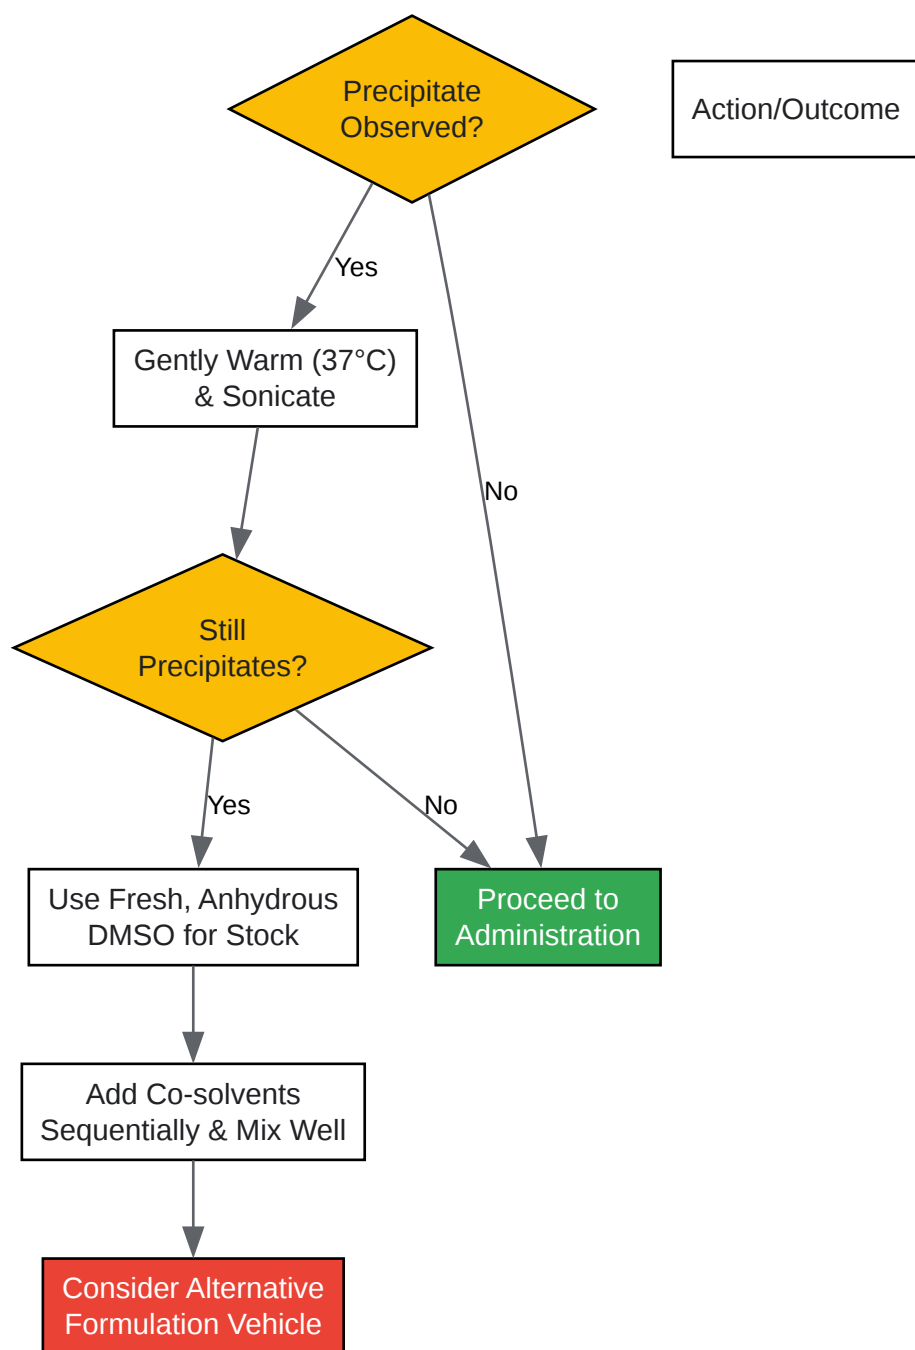 Precipitate
Observed?
Action/Outcome
Yes
Gently Warm (37°C)
& Sonicate
No
Still
Precipitates?
Yes
No
Use Fresh, Anhydrous
DMSO for Stock
Proceed to
Administration
Add Co-solvents
Sequentially & Mix Well
Consider Alternative
Formulation Vehicle